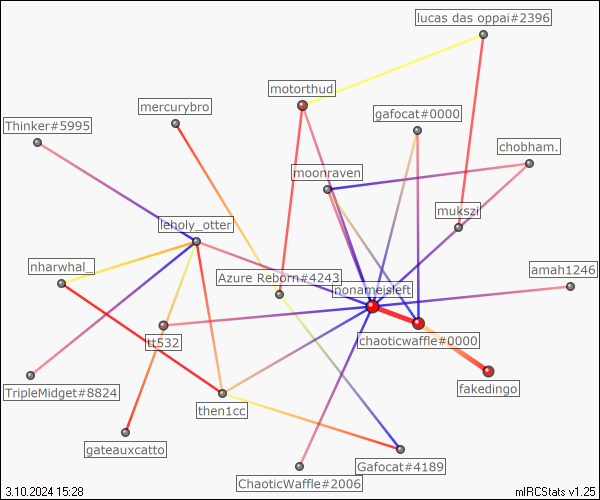 lucas das oppai#2396
motorthud
mercurybro
gafocat#0000
Thinker#5995
chobham.
moonraven
mukszi
leholy_otter
nharwhal_
Azure Reborn#4243
amah1246
nonameisleft
tt532
chaoticwaffle#0000
TripleMidget#8824
fakedingo
then1cc
gateauxcatto
Gafocat#4189
ChaoticWaffle#2006
3.10.2024 15:28
mIRCStats v1.25